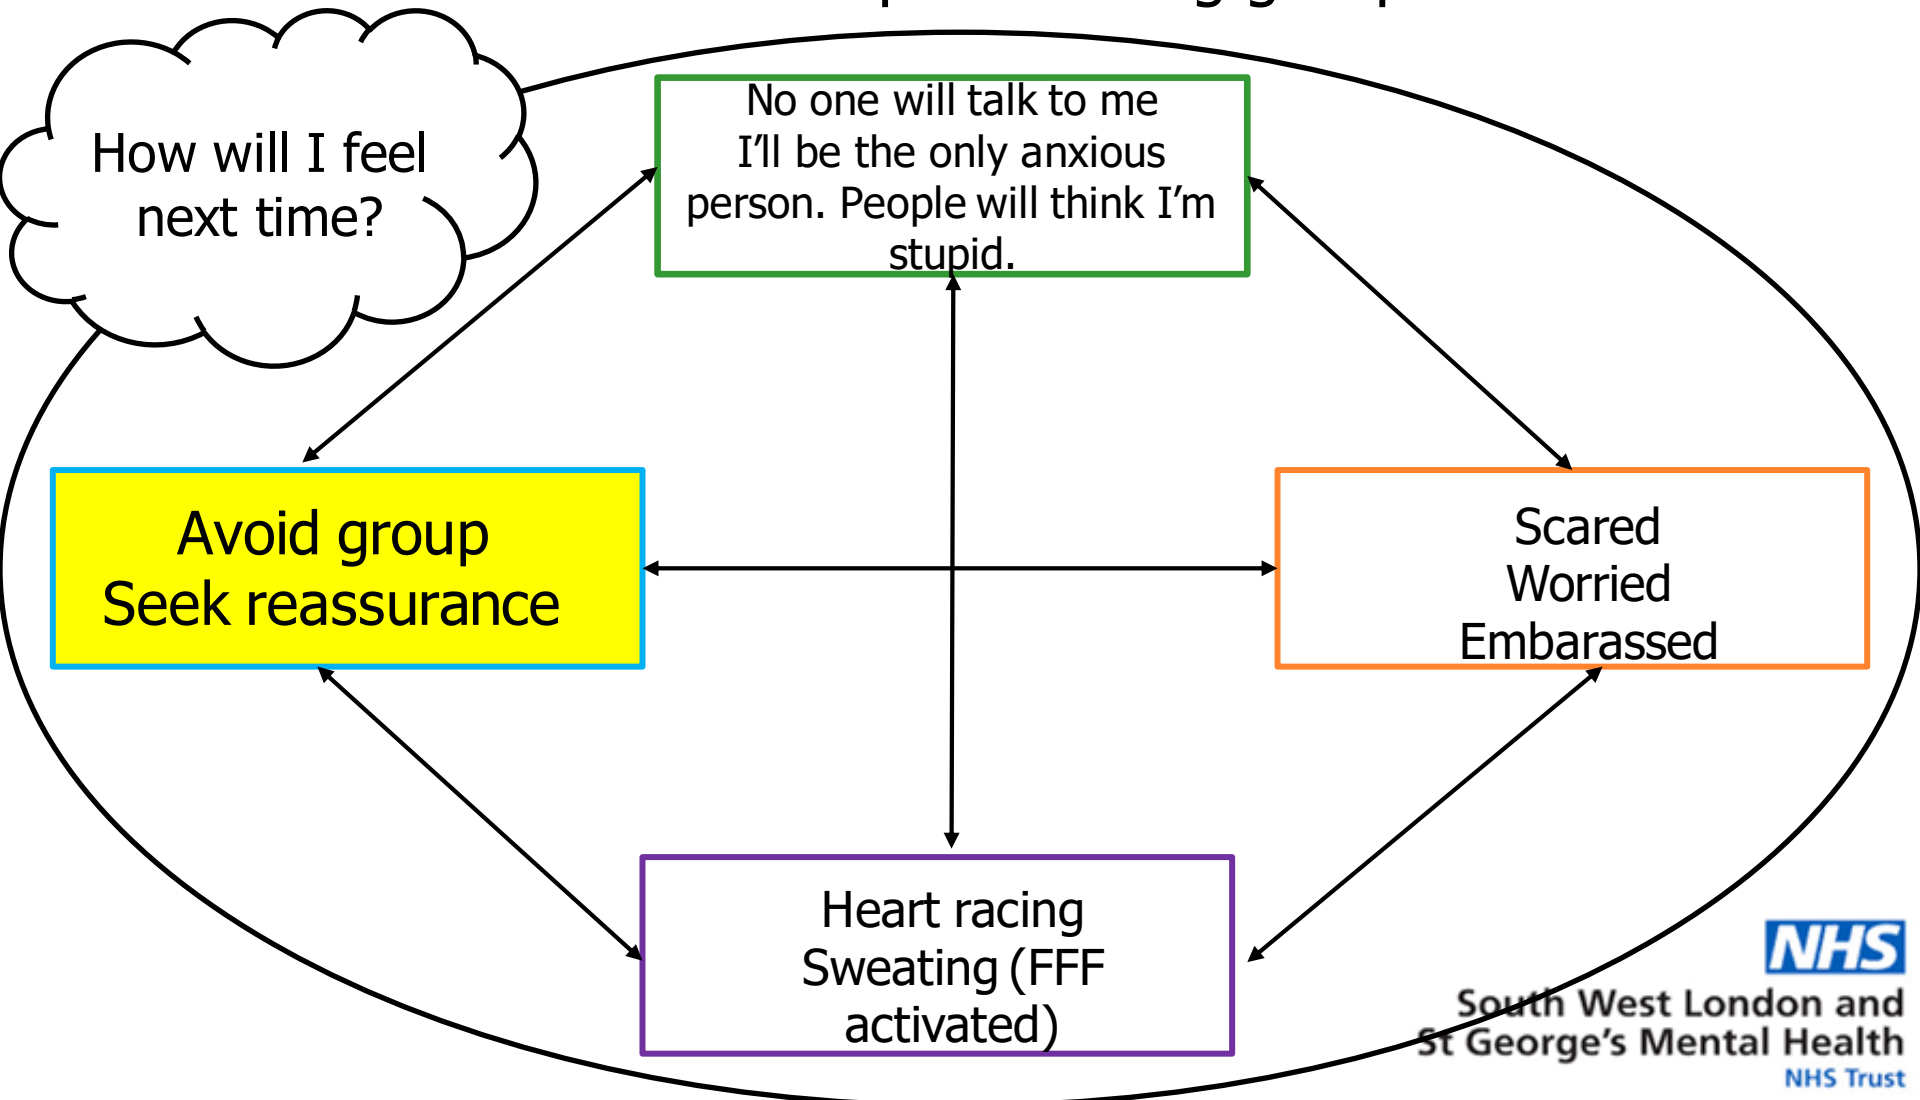 How will I feel
next time?
No one will talk to me
I'll be the only anxious
person. People will think I'm
stupid.
Avoid group
Seek reassurance
Scared
Worried
Embarassed
Heart racing
Sweating (FFF
activated)
NHS
South West London and
St George's Mental Health
NHS Trust